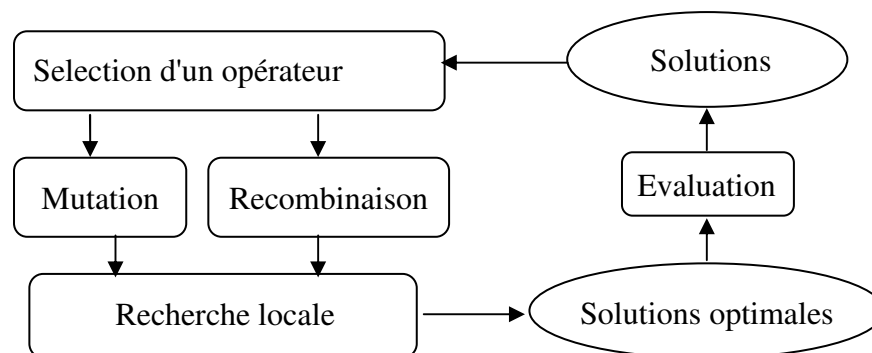 Selection d'un opérateur
Solutions
Mutation
Recombinaison
Evaluation
Recherche locale
Solutions optimales